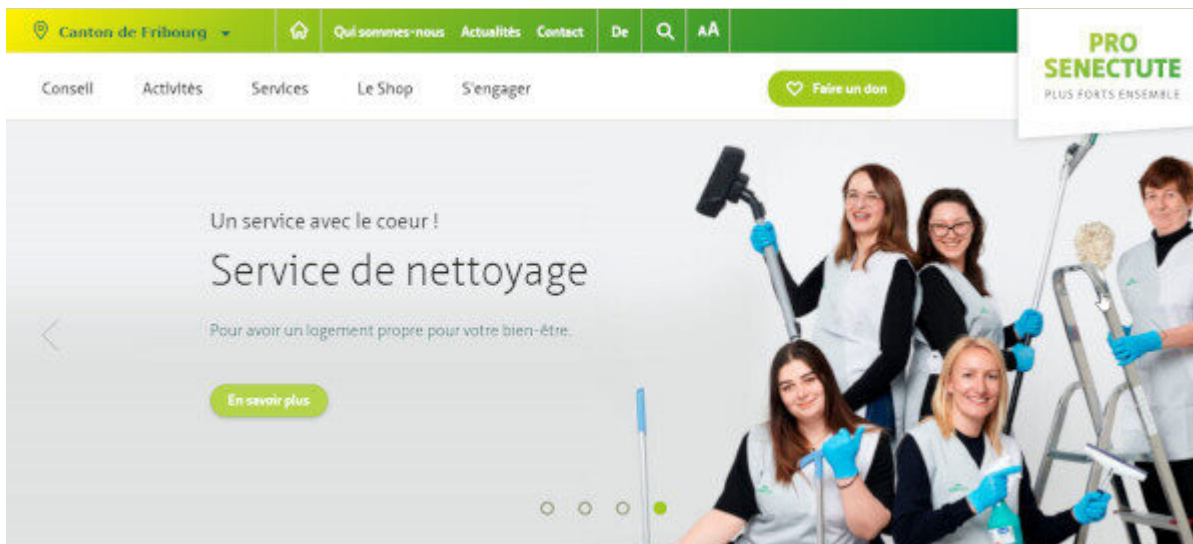 Canton de Fribourg
Qui sommes-nous Actualités Contact De AA
PRO
SENECTUTE
PLUS FORTS ENSEMBLE
Conseil Activités Services Le Shop S'engager Faire un don
Un service avec le coeur !
Service de nettoyage
Pour avoir un logement propre pour votre bien-être.
En savoir plus